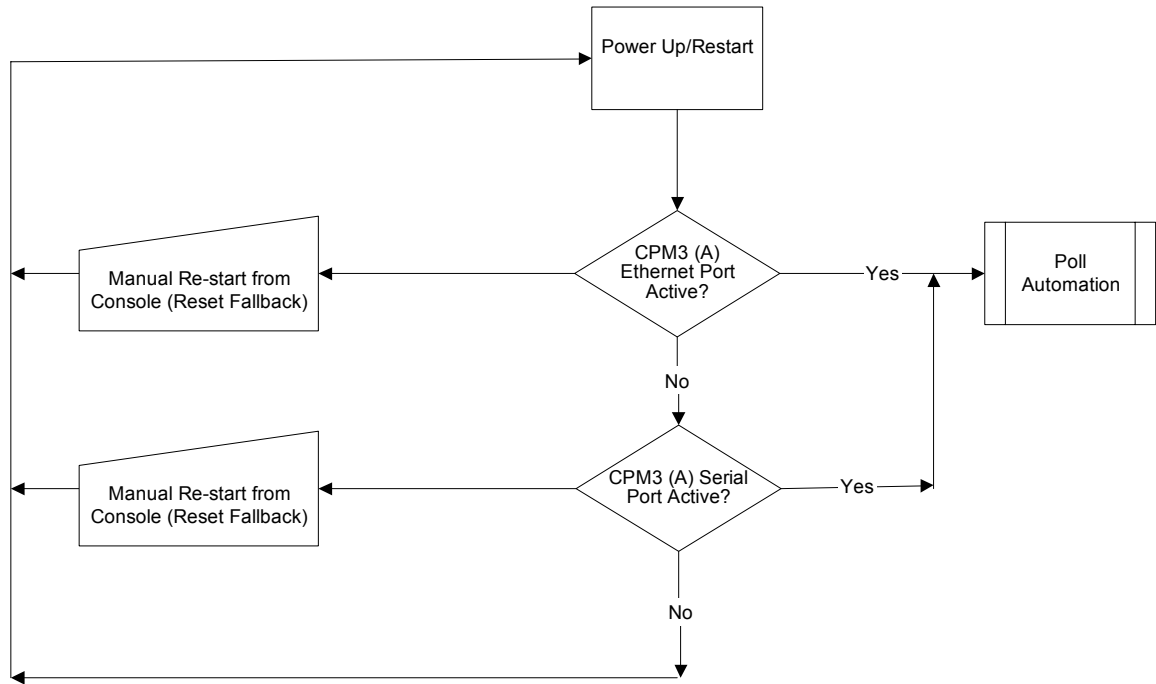 Power Up/Restart
CPM3 (A)
Ethernet Port
Active?
Yes
Poll
Automation
Manual Re-start from
Console (Reset Fallback)
No
CPM3 (A) Serial
Port Active?
Yes
Manual Re-start from
Console (Reset Fallback)
No